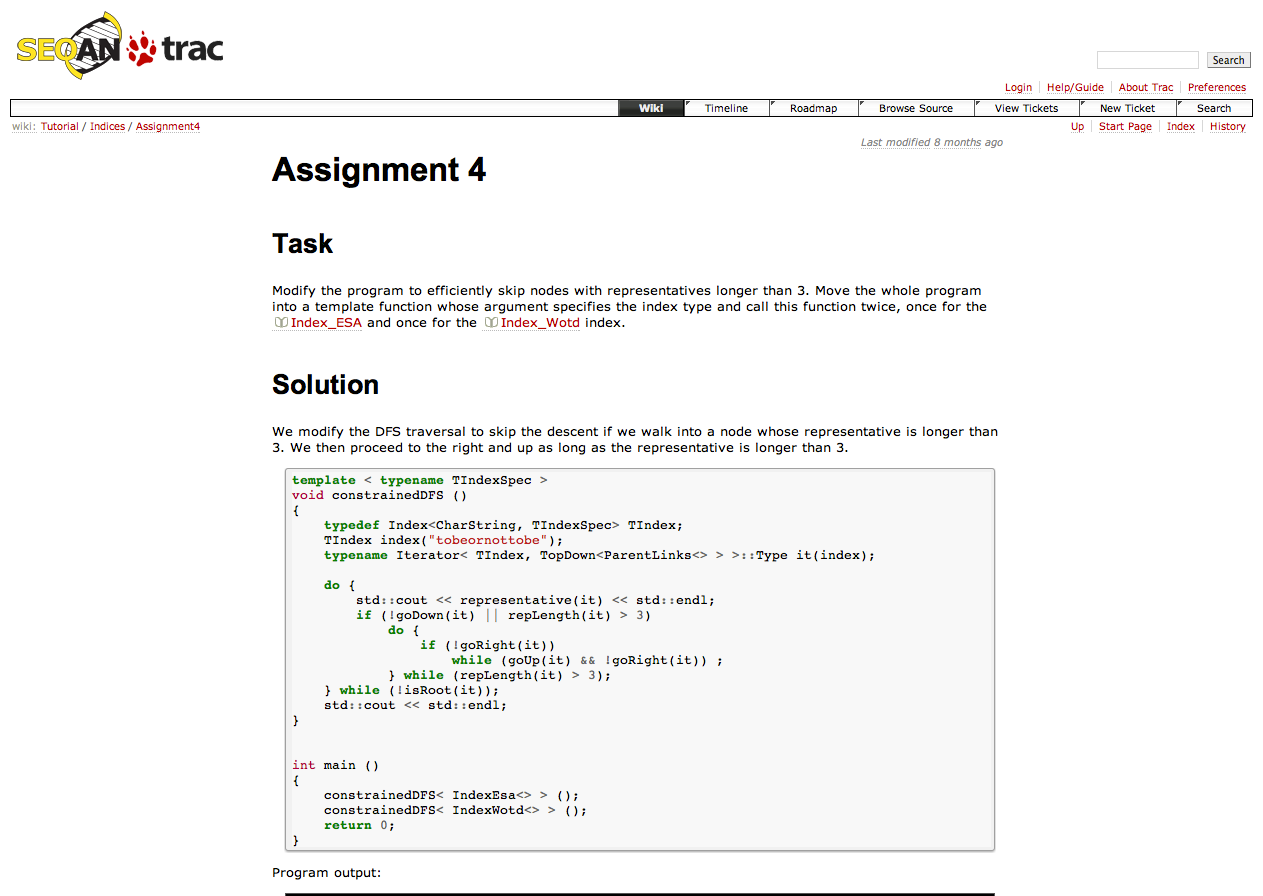 SEQAN trac
Search
Login Help/Guide About Trac Preferences
Wiki Timeline Roadmap Browse Source View Tickets New Ticket Search
wiki: Tutorial / Indices / Assignment4 Up Start Page Index History
Last modified 8 months ago
Assignment 4
Task
Modify the program to efficiently skip nodes with representatives longer than 3. Move the whole program
into a template function whose argument specifies the index type and call this function twice, once for the
Index_ESA and once for the Index_Wotd index.
Solution
We modify the DFS traversal to skip the descent if we walk into a node whose representative is longer than
3. We then proceed to the right and up as long as the representative is longer than 3.
template < typename TIndexSpec >
void constrainedDFS ()
{
    typedef Index<CharString, TIndexSpec> TIndex;
    TIndex index("tobeornottobe");
    typename Iterator< TIndex, TopDown<ParentLinks<> > >::Type it(index);
    do {
        std::cout << representative(it) << std::endl;
        if (!goDown(it) || repLength(it) > 3)
            do {
                if (!goRight(it))
                    while (goUp(it) && !goRight(it)) ;
            } while (repLength(it) > 3);
    } while (!isRoot(it));
    std::cout << std::endl;
}
int main ()
{
    constrainedDFS< IndexEsa<> > ();
    constrainedDFS< IndexWotd<> > ();
    return 0;
}
Program output: